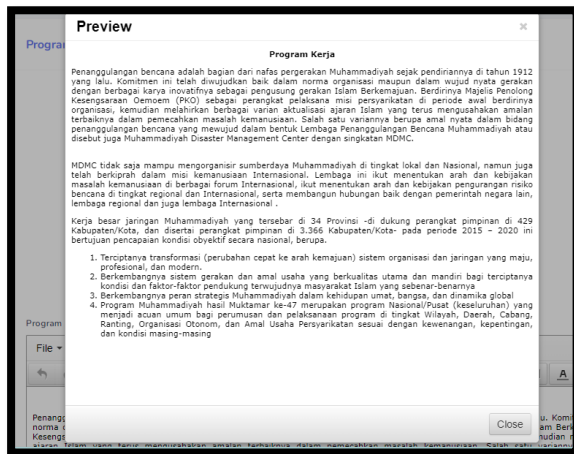 Preview
×
Program
Program Kerja
Penanggulangan bencana adalah bagian dari nafas pergerakan Muhammadiyah sejak pendiriannya di tahun 1912
yang lalu. Komitmen ini telah diwujudkan baik dalam norma organisasi maupun dalam wujud nyata gerakan
dengan berbagai karya inovatifnya sebagai pengusung gerakan Islam Berkemajuan. Berdirinya Majelis Penolong
Kesengsaraan Oemoem (PKO) sebagai perangkat pelaksana misi persyarikatan di periode awal berdirinya
organisasi, kemudian melahirkan berbagai varian aktualisasi ajaran Islam yang terus mengusahakan amalan
terbaiknya dalam pemecahkan masalah kemanusiaan. Salah satu variannya berupa amal nyata dalam bidang
penanggulangan bencana yang mewujud dalam bentuk Lembaga Penanggulangan Bencana Muhammadiyah atau
disebut juga Muhammadiyah Disaster Management Center dengan singkatan MDMC.
MDMC tidak saja mampu mengorganisir sumberdaya Muhammadiyah di tingkat lokal dan Nasional, namun juga
telah berkiprah dalam misi kemanusiaan Internasional. Lembaga ini ikut menentukan arah dan kebijakan
masalah kemanusiaan di berbagai forum Internasional, ikut menentukan arah dan kebijakan pengurangan risiko
bencana di tingkat regional dan Internasional, serta membangun hubungan baik dengan pemerintah negara lain,
lembaga regional dan juga lembaga Internasional .
Kerja besar jaringan Muhammadiyah yang tersebar di 34 Provinsi -di dukung perangkat pimpinan di 429
Kabupaten/Kota, dan disertai perangkat pimpinan di 3.366 Kabupaten/Kota- pada periode 2015 – 2020 ini
bertujuan pencapaian kondisi obyektif secara nasional, berupa.
1. Terciptanya transformasi (perubahan cepat ke arah kemajuan) sistem organisasi dan jaringan yang maju,
profesional, dan modern.
2. Berkembangnya sistem gerakan dan amal usaha yang berkualitas utama dan mandiri bagi terciptanya
kondisi dan faktor-faktor pendukung terwujudnya masyarakat Islam yang sebenar-benarnya
3. Berkembangnya peran strategis Muhammadiyah dalam kehidupan umat, bangsa, dan dinamika global
4. Program Muhammadiyah hasil Muktamar ke-47 merupakan program Nasional/Pusat (keseluruhan) yang
menjadi acuan umum bagi perumusan dan pelaksanaan program di tingkat Wilayah, Daerah, Cabang,
Ranting, Organisasi Otonom, dan Amal Usaha Persyarikatan sesuai dengan kewenangan, kepentingan,
dan kondisi masing-masing
Program
File
A
Close